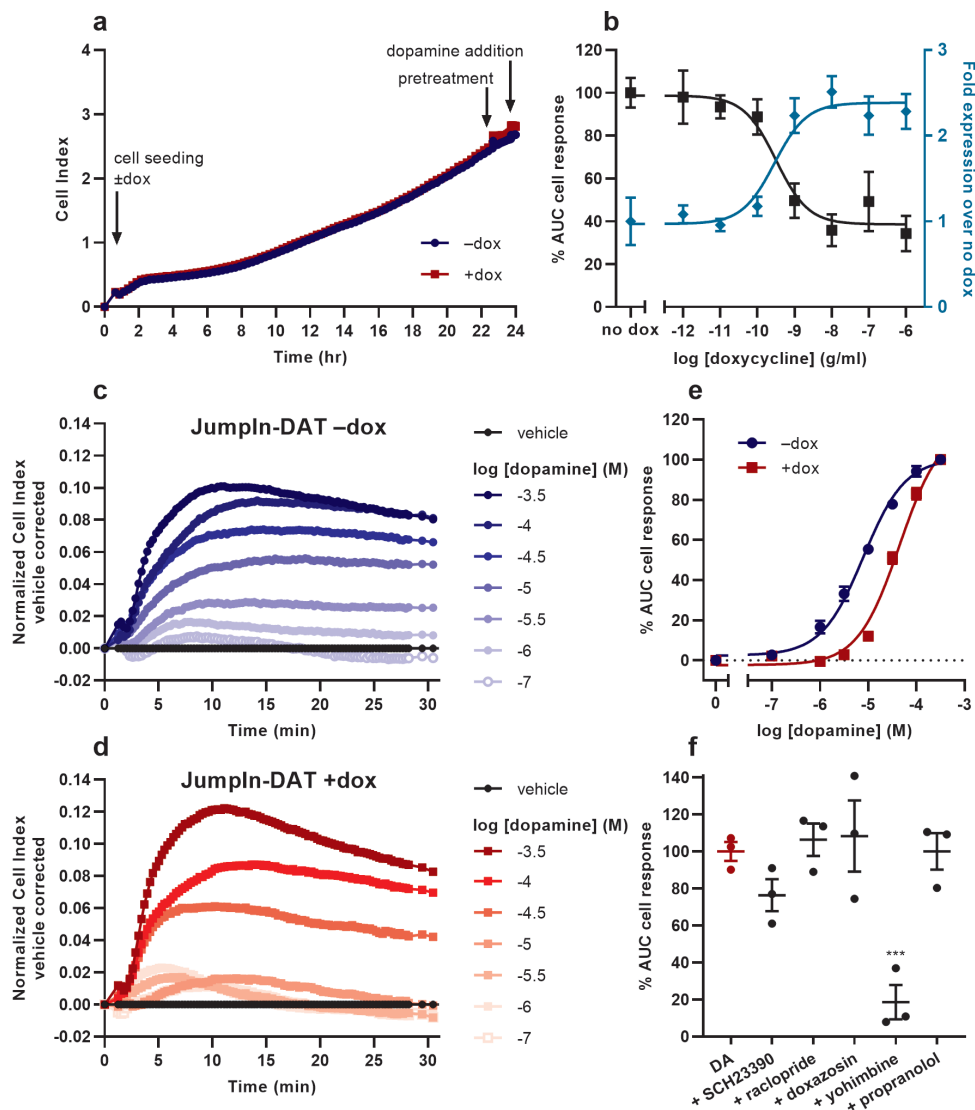 a
4
3
2
1
0
Cell Index
dopamine addition
pretreatment
cell seeding
±dox
–dox
+dox
0 2 4 6 8 10 12 14 16 18 20 22 24
Time (hr)
b
120
100
80
60
40
20
0
% AUC cell response
3
2
1
0
Fold expression over no dox
no dox -12 -11 -10 -9 -8 -7 -6
log [doxycycline] (g/ml)
c
JumpIn-DAT –dox
0.14
0.12
0.10
0.08
0.06
0.04
0.02
0.00
-0.02
Normalized Cell Index
vehicle corrected
0 5 10 15 20 25 30
Time (min)
vehicle
log [dopamine] (M)
-3.5
-4
-4.5
-5
-5.5
-6
-7
e
120
100
80
60
40
20
0
% AUC cell response
–dox
+dox
0 -7 -6 -5 -4 -3
log [dopamine] (M)
d
JumpIn-DAT +dox
0.14
0.12
0.10
0.08
0.06
0.04
0.02
0.00
-0.02
Normalized Cell Index
vehicle corrected
0 5 10 15 20 25 30
Time (min)
vehicle
log [dopamine] (M)
-3.5
-4
-4.5
-5
-5.5
-6
-7
f
140
120
100
80
60
40
20
0
% AUC cell response
***
DA
+ SCH23390
+ raclopride
+ doxazosin
+ yohimbine
+ propranolol